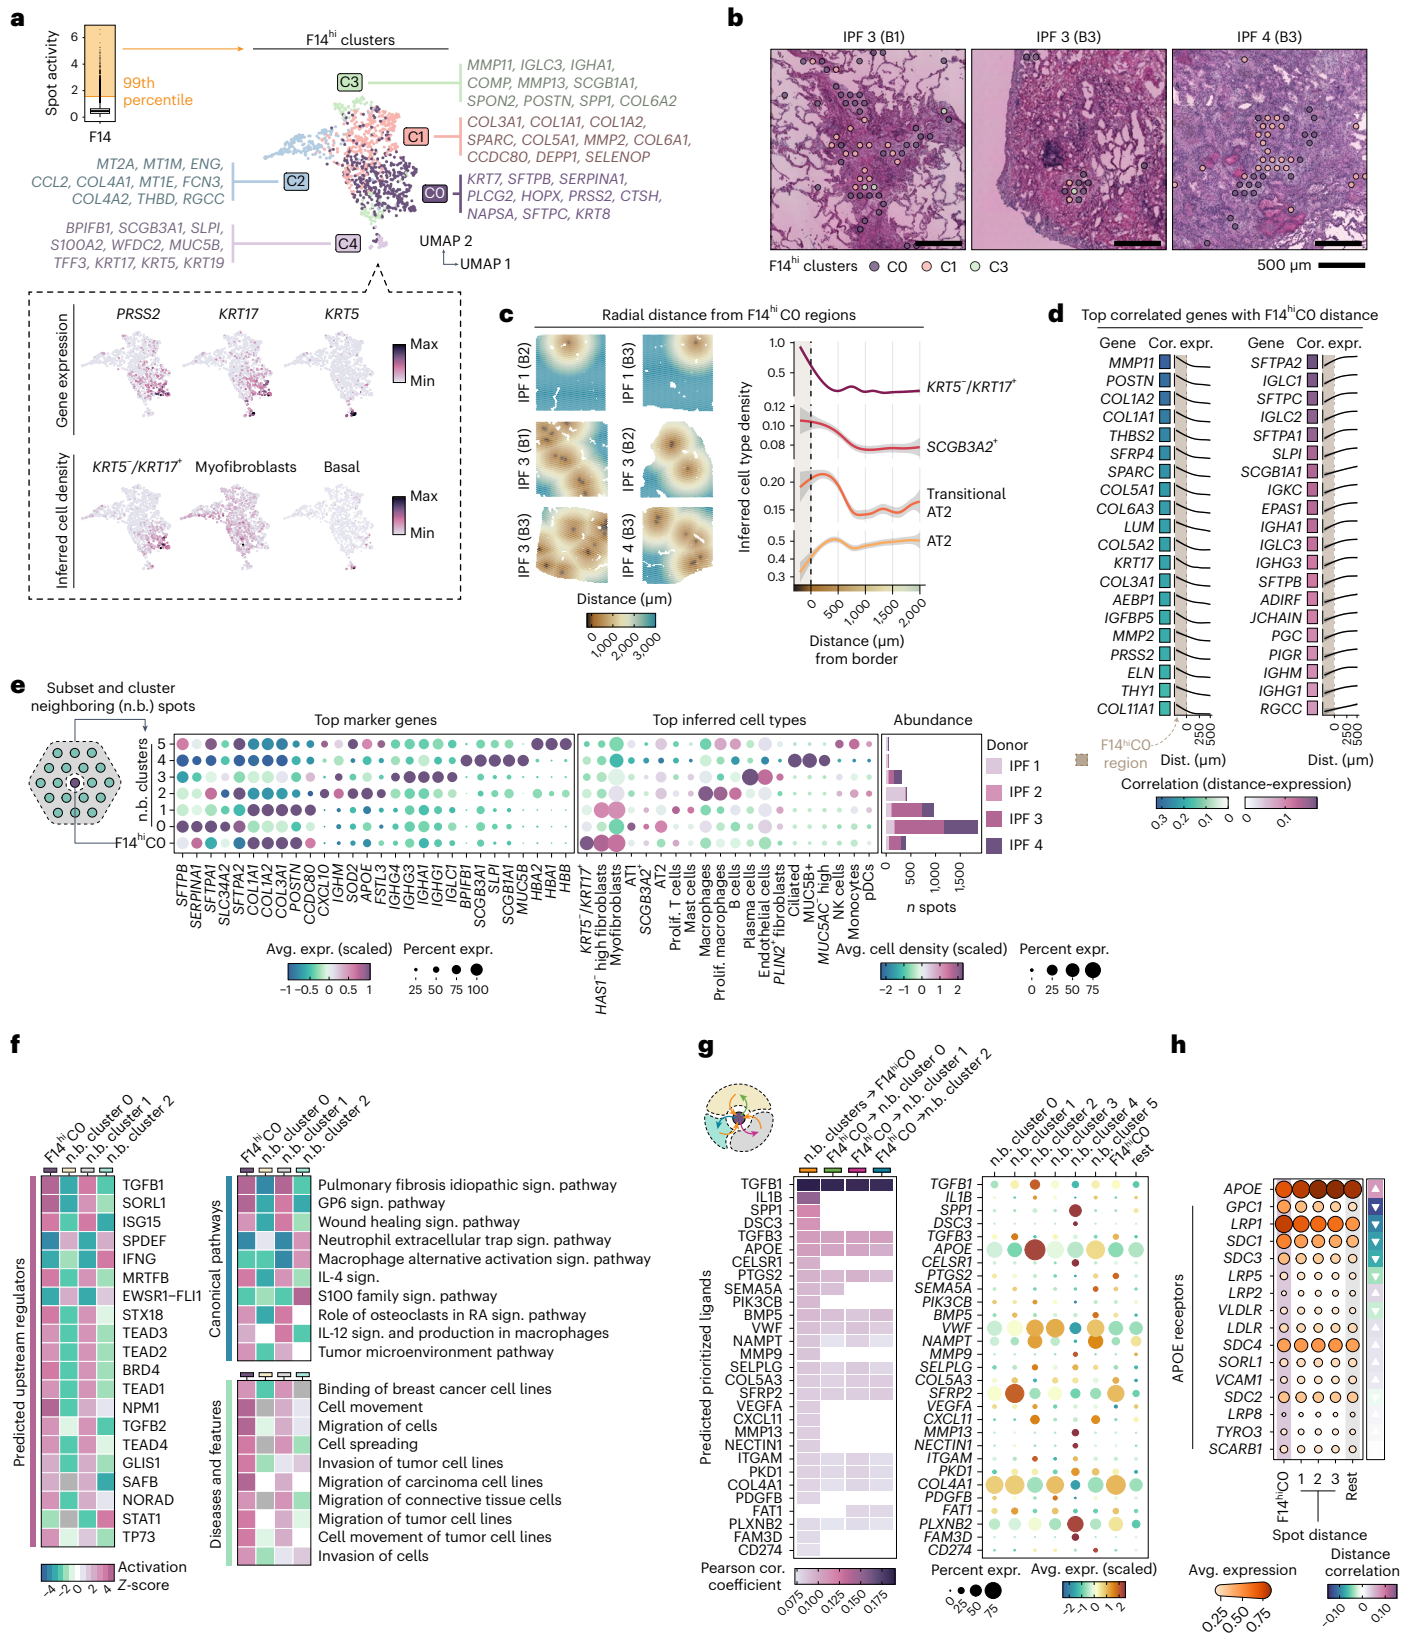 a
Spot activity
6
4
2
0
F14
99th
percentile
F14hi clusters
C3
MMP11, IGLC3, IGHA1,
COMP, MMP13, SCGB1A1,
SPON2, POSTN, SPP1, COL6A2
C1
COL3A1, COL1A1, COL1A2,
SPARC, COL5A1, MMP2, COL6A1,
CCDC80, DEPP1, SELENOP
MT2A, MT1M, ENG,
CCL2, COL4A1, MT1E, FCN3,
COL4A2, THBD, RGCC
C2
C0
KRT7, SFTPB, SERPINA1,
PLCG2, HOPX, PRSS2, CTSH,
NAPSA, SFTPC, KRT8
BPIFB1, SCGB3A1, SLPI,
S100A2, WFDC2, MUC5B,
TFF3, KRT17, KRT5, KRT19
C4
UMAP 2
UMAP 1
Gene expression
PRSS2
KRT17
KRT5
Max
Min
Inferred cell density
KRT5−/KRT17+
Myofibroblasts
Basal
Max
Min
b
IPF 3 (B1)
IPF 3 (B3)
IPF 4 (B3)
F14hi clusters
C0
C1
C3
500 µm
c
Radial distance from F14hi C0 regions
IPF 1 (B2)
IPF 1 (B3)
IPF 3 (B1)
IPF 3 (B2)
IPF 3 (B3)
IPF 4 (B3)
Distance (µm)
0
1,000
2,000
3,000
Inferred cell type density
1.0
0.5
KRT5−/KRT17+
0.12
0.10
0.08
SCGB3A2+
0.20
0.15
Transitional
AT2
0.5
0.4
0.3
AT2
0
500
1,000
1,500
2,000
Distance (µm)
from border
d
Top correlated genes with F14hiC0 distance
Gene
Cor. expr.
Gene
Cor. expr.
MMP11
POSTN
COL1A2
COL1A1
THBS2
SFRP4
SPARC
COL5A1
COL6A3
LUM
COL5A2
KRT17
COL3A1
AEBP1
IGFBP5
MMP2
PRSS2
ELN
THY1
COL11A1
SFTPA2
IGLC1
SFTPC
IGLC2
SFTPA1
SLPI
SCGB1A1
IGKC
EPAS1
IGHA1
IGLC3
IGHG3
SFTPB
ADIRF
JCHAIN
PGC
PIGR
IGHM
IGHG1
RGCC
F14hiC0
region
0
250
500
Dist. (µm)
0
250
500
Dist. (µm)
Correlation (distance–expression)
0.3
0.2
0.1
0
0
0.1
e
Subset and cluster
neighboring (n.b.) spots
n.b. clusters
5
4
3
2
1
0
F14hiC0
Top marker genes
SFTPB
SERPINA1
SFTPA1
SLC34A2
SFTPA2
COL1A1
COL1A2
COL3A1
POSTN
CCDC80
CXCL10
IGHM
SOD2
APOE
FSTL3
IGHG4
IGHG3
IGHA1
IGHG1
IGLC1
BPIFB1
SCGB3A1
SLPI
SCGB1A1
MUC5B
HBA2
HBA1
HBB
Avg. expr. (scaled)
−1 −0.5 0 0.5 1
Percent expr.
25 50 75 100
Top inferred cell types
KRT5−/KRT17+
HAS1− high fibroblasts
Myofibroblasts
AT1
SCGB3A2+
AT2
Prolif. T cells
Mast cells
Macrophages
Prolif. macrophages
B cells
Plasma cells
Endothelial cells
PLIN2+ fibroblasts
Ciliated
MUC5B+
MUC5AC− high
NK cells
Monocytes
pDCs
Avg. cell density (scaled)
−2 −1 0 1 2
Percent expr.
0 25 50 75
Abundance
0
500
1,000
1,500
n spots
Donor
IPF 1
IPF 2
IPF 3
IPF 4
f
F14hiC0
n.b. cluster 0
n.b. cluster 1
n.b. cluster 2
Predicted upstream regulators
TGFB1
SORL1
ISG15
SPDEF
IFNG
MRTFB
EWSR1–FLI1
STX18
TEAD3
TEAD2
BRD4
TEAD1
NPM1
TGFB2
TEAD4
GLIS1
SAFB
NORAD
STAT1
TP73
−4 −2 0 2 4
Activation
Z-score
F14hiC0
n.b. cluster 0
n.b. cluster 1
n.b. cluster 2
Canonical pathways
Pulmonary fibrosis idiopathic sign. pathway
GP6 sign. pathway
Wound healing sign. pathway
Neutrophil extracellular trap sign. pathway
Macrophage alternative activation sign. pathway
IL-4 sign.
S100 family sign. pathway
Role of osteoclasts in RA sign. pathway
IL-12 sign. and production in macrophages
Tumor microenvironment pathway
Diseases and features
Binding of breast cancer cell lines
Cell movement
Migration of cells
Cell spreading
Invasion of tumor cell lines
Migration of carcinoma cell lines
Migration of connective tissue cells
Migration of tumor cell lines
Cell movement of tumor cell lines
Invasion of cells
g
n.b. clusters → F14hiC0
F14hiC0 → n.b. cluster 0
F14hiC0 → n.b. cluster 1
F14hiC0 → n.b. cluster 2
Predicted prioritized ligands
TGFB1
IL1B
SPP1
DSC3
TGFB3
APOE
CELSR1
PTGS2
SEMA5A
PIK3CB
BMP5
VWF
NAMPT
MMP9
SELPLG
COL5A3
SFRP2
VEGFA
CXCL11
MMP13
NECTIN1
ITGAM
PKD1
COL4A1
PDGFB
FAT1
PLXNB2
FAM3D
CD274
Pearson cor.
coefficient
0.075
0.100
0.125
0.150
0.175
n.b. cluster 0
n.b. cluster 1
n.b. cluster 2
n.b. cluster 3
n.b. cluster 4
n.b. cluster 5
F14hiC0
rest
TGFB1
IL1B
SPP1
DSC3
TGFB3
APOE
CELSR1
PTGS2
SEMA5A
PIK3CB
BMP5
VWF
NAMPT
MMP9
SELPLG
COL5A3
SFRP2
VEGFA
CXCL11
MMP13
NECTIN1
ITGAM
PKD1
COL4A1
PDGFB
FAT1
PLXNB2
FAM3D
CD274
Percent expr.
0 25 50 75
Avg. expr. (scaled)
−2 −1 0 1 2
h
APOE receptors
APOE
GPC1
LRP1
SDC1
SDC3
LRP5
LRP2
VLDLR
LDLR
SDC4
SORL1
VCAM1
SDC2
LRP8
TYRO3
SCARB1
F14hiC0
1
2
3
Rest
Spot distance
Avg. expression
0.25
0.50
0.75
Distance
correlation
−0.10
0
0.10